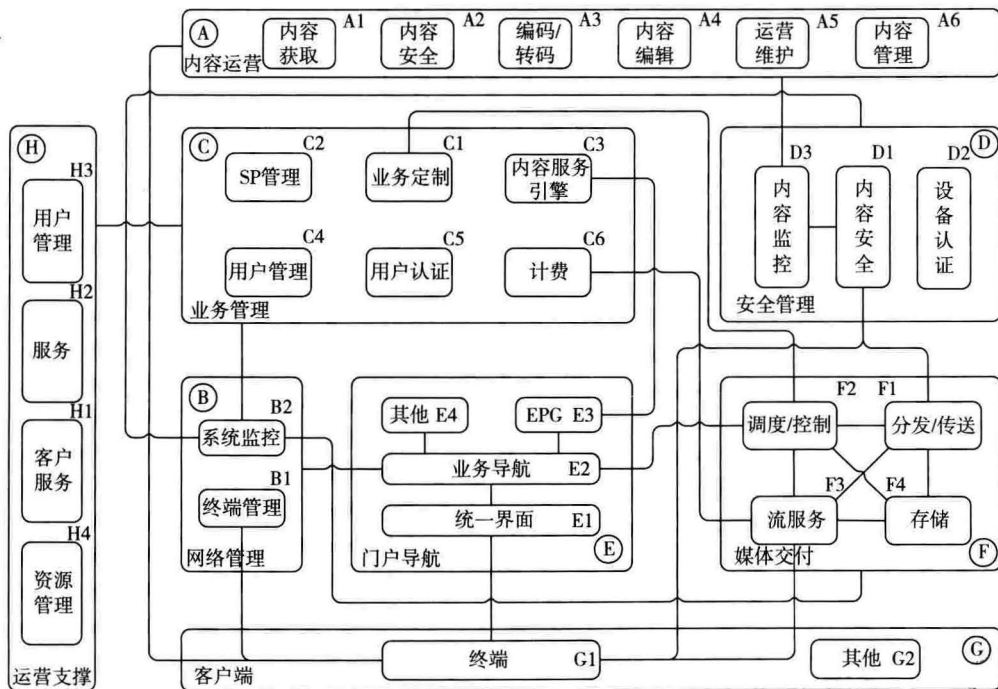 A
内容运营
内容
获取
A1
内容
安全
A2
编码/
转码
A3
内容
编辑
A4
运营
维护
A5
内容
管理
A6
H
H3
用户
管理
H2
服务
H1
客户
服务
H4
资源
管理
运营支撑
C
C2
SP管理
C1
业务定制
C3
内容服务
引擎
C4
用户管理
C5
用户认证
C6
计费
业务管理
D
D3
内容监控
D1
内容安全
D2
设备认证
安全管理
B
B2
系统监控
B1
终端管理
网络管理
其他 E4
EPG E3
业务导航 E2
统一界面 E1
门户导航
E
F2
调度/控制
F1
分发/传送
F3
流服务
F4
存储
媒体交付
F
客户端
终端 G1
其他 G2
G